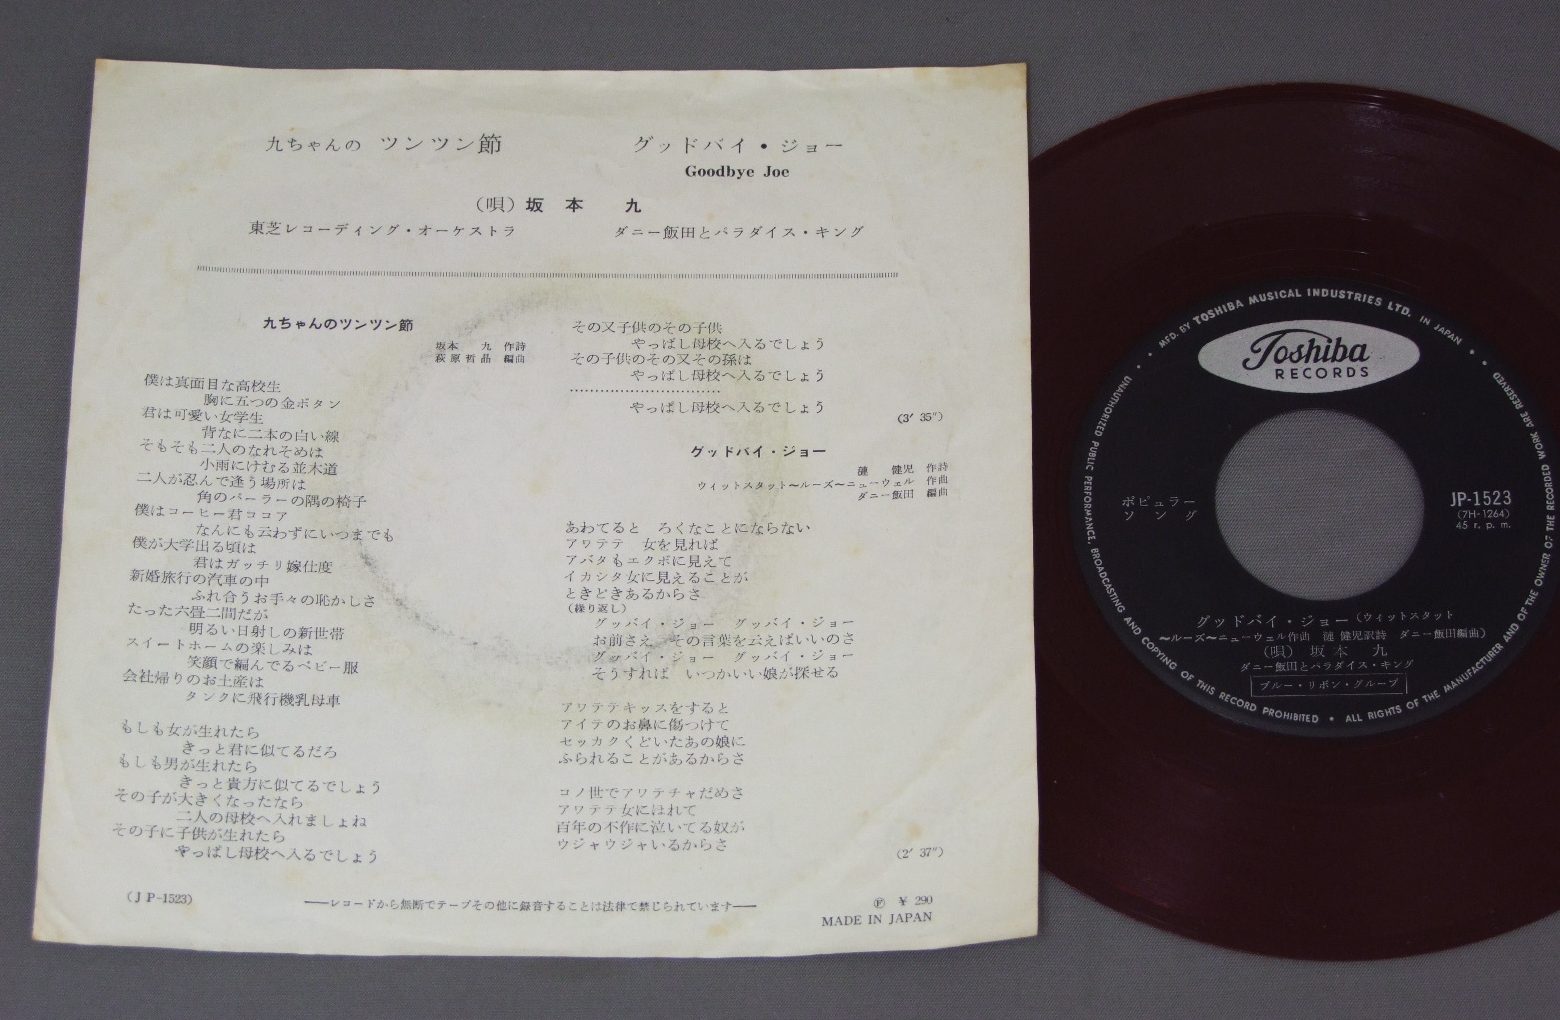 九ちゃんの ツンツン節
グッドバイ・ジョー
Goodbye Joe
(唄) 坂本 九
東芝レコーディング・オーケストラ
ダニー飯田とパラダイス・キング
九ちゃんのツンツン節
坂本 九 作詩
萩原哲晶 編曲
僕は真面目な高校生
胸に五つの金ボタン
君は可愛い女学生
背なに二本の白い線
そもそも二人のなれそめは
小雨にけむる並木道
二人が忍んで逢う場所は
角のパーラーの隅の椅子
僕はコーヒー君ココア
なんにも云わずにいつまでも
僕が大学出る頃は
君はガッチリ嫁仕度
新婚旅行の汽車の中
ふれ合うお手々の恥かしさ
たった六畳二間だが
明るい日射しの新世帯
スイートホームの楽しみは
笑顔で編んでるベビー服
会社帰りのお土産は
タンクに飛行機乳母車
もしも女が生れたら
きっと君に似てるだろ
もしも男が生れたら
きっと貴方に似てるでしょう
その子が大きくなったなら
二人の母校へ入れましょね
その子に子供が生れたら
やっぱし母校へ入るでしょう
その又子供のその子供
やっぱし母校へ入るでしょう
その子供のその又その孫は
やっぱし母校へ入るでしょう
…………………………
やっぱし母校へ入るでしょう
(3′ 35″)
グッドバイ・ジョー
漣 健児 作詩
ウィットスタット〜ルーズ〜ニューウェル 作曲
ダニー飯田 編曲
あわてると ろくなことにならない
アワテテ 女を見れば
アバタもエクボに見えて
イカシタ女に見えることが
ときどきあるからさ
(繰り返し)
グッバイ・ジョー グッバイ・ジョー
お前さえ その言葉を云えばいいのさ
グッバイ・ジョー グッバイ・ジョー
そうすれば いつかいい娘が探せる
アワテテキッスをすると
アイテのお鼻に傷つけて
セッカクくどいたあの娘に
ふられることがあるからさ
コノ世でアワテチャだめさ
アワテテ女にほれて
百年の不作に泣いてる奴が
ウジャウジャいるからさ
(2′ 37″)
(JP-1523)
──レコードから無断でテープその他に録音することは法律で禁じられています──
Ⓟ ¥ 290
MADE IN JAPAN
• MFD. BY TOSHIBA MUSICAL INDUSTRIES LTD. IN JAPAN •
Toshiba
RECORDS
ポピュラー
ソング
JP-1523
(7H-1264)
45 r.p.m.
グッドバイ・ジョー(ウィットスタット
〜ルーズ〜ニューウェル作曲 漣 健児訳詩 ダニー飯田編曲)
(唄) 坂本 九
ダニー飯田とパラダイス・キング
ブルー・リボン・グループ
• UNAUTHORIZED PUBLIC PERFORMANCE, BROADCASTING AND COPYING OF THIS RECORD PROHIBITED • ALL RIGHTS OF THE MANUFACTURER AND OF THE OWNER OF THE RECORDED WORK ARE RESERVED •